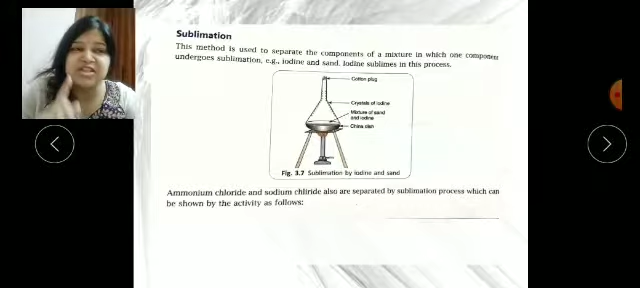 Sublimation
This method is used to separate the components of a mixture in which one component
undergoes sublimation, e.g., iodine and sand. Iodine sublimes in this process.
Cotton plug
Crystals of iodine
Mixture of sand
and iodine
China dish
Fig. 3.7 Sublimation by iodine and sand
Ammonium chloride and sodium chliride also are separated by sublimation process which can
be shown by the activity as follows: